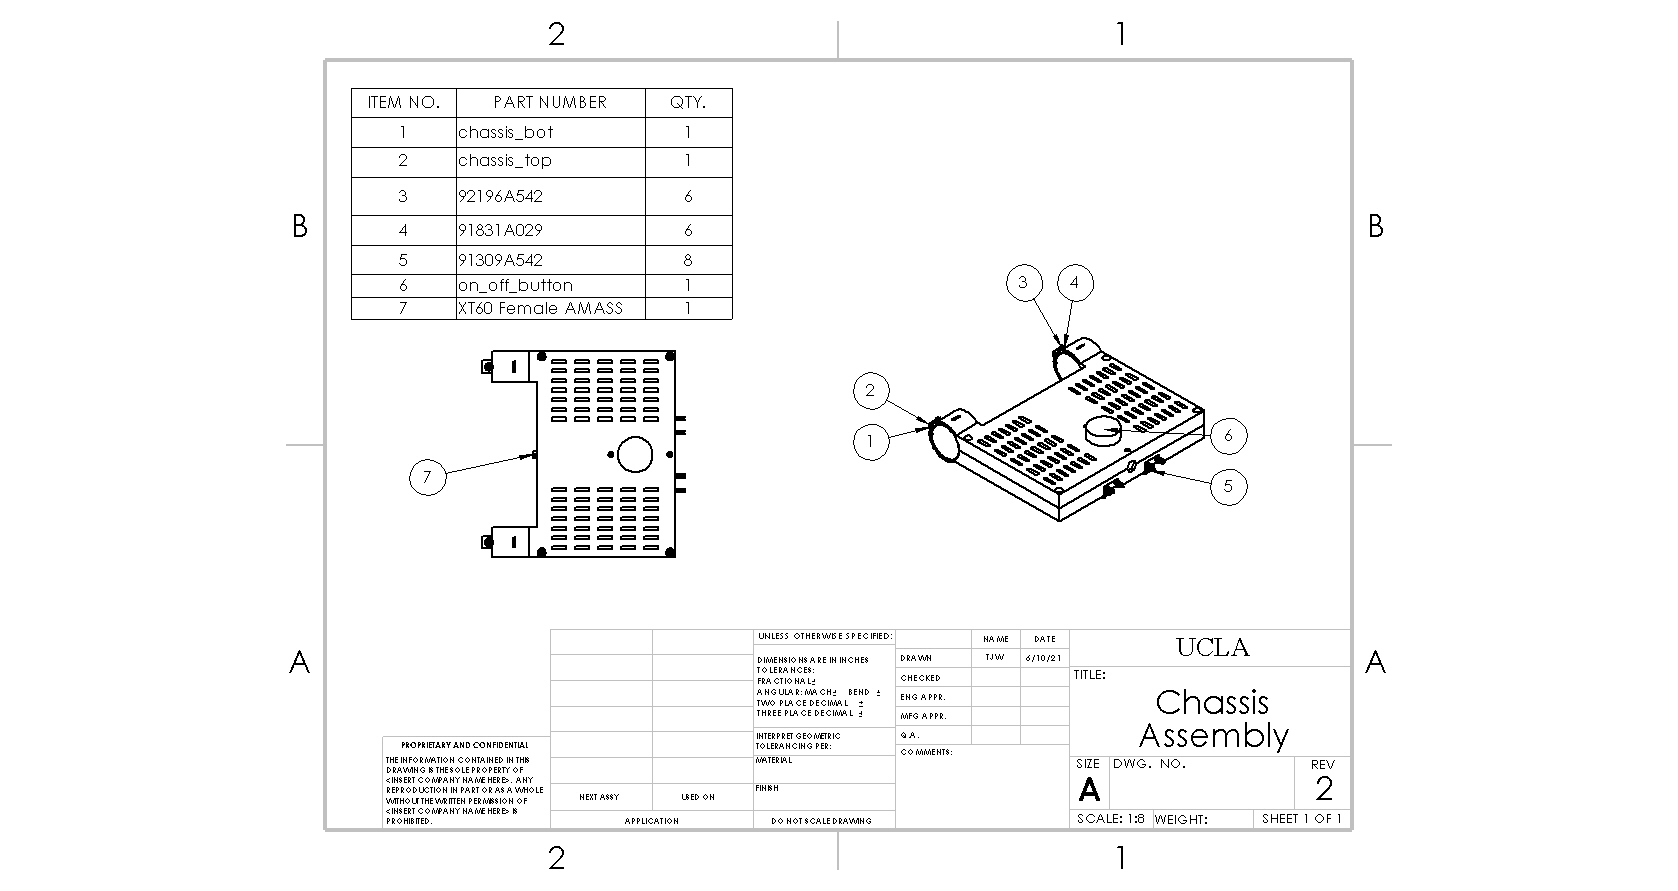 2 1
ITEM NO. PART NUMBER QTY.
1 chassis_bot 1
2 chassis_top 1
3 92196A542 6
B B
4 91831A029 6
5 91309A542 8
6 on_off_button 1
7 XT60 Female AMASS 1
3 4
2
1
6
7
5
A A
UNLESS OTHERWISE SPECIFIED:
DIMENSIONS ARE IN INCHES
TOLERANCES:
FRACTIONAL±
ANGULAR: MACH± BEND ±
TWO PLACE DECIMAL ±
THREE PLACE DECIMAL ±
INTERPRET GEOMETRIC
TOLERANCING PER:
MATERIAL
FINISH
DO NOT SCALE DRAWING
NAME DATE
DRAWN TJW 6/10/21
CHECKED
ENG APPR.
MFG APPR.
Q.A.
COMMENTS:
UCLA
TITLE:
Chassis
Assembly
SIZE DWG. NO. REV
A 2
SCALE: 1:8 WEIGHT: SHEET 1 OF 1
PROPRIETARY AND CONFIDENTIAL
THE INFORMATION CONTAINED IN THIS
DRAWING IS THE SOLE PROPERTY OF
<INSERT COMPANY NAME HERE>. ANY
REPRODUCTION IN PART OR AS A WHOLE
WITHOUT THE WRITTEN PERMISSION OF
<INSERT COMPANY NAME HERE> IS
PROHIBITED.
NEXT ASSY USED ON
APPLICATION
2 1